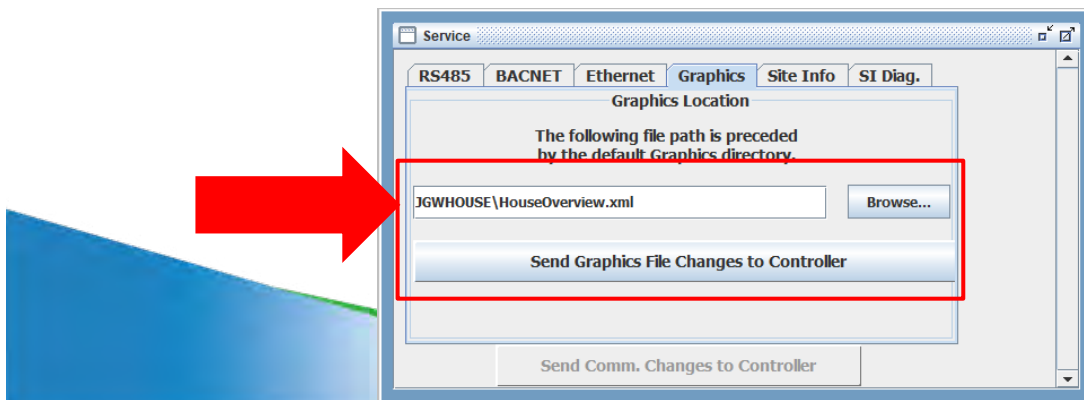 Service
RS485 BACNET Ethernet Graphics Site Info SI Diag.
Graphics Location
The following file path is preceded
by the default Graphics directory.
JGWHOUSE\HouseOverview.xml Browse...
Send Graphics File Changes to Controller
Send Comm. Changes to Controller